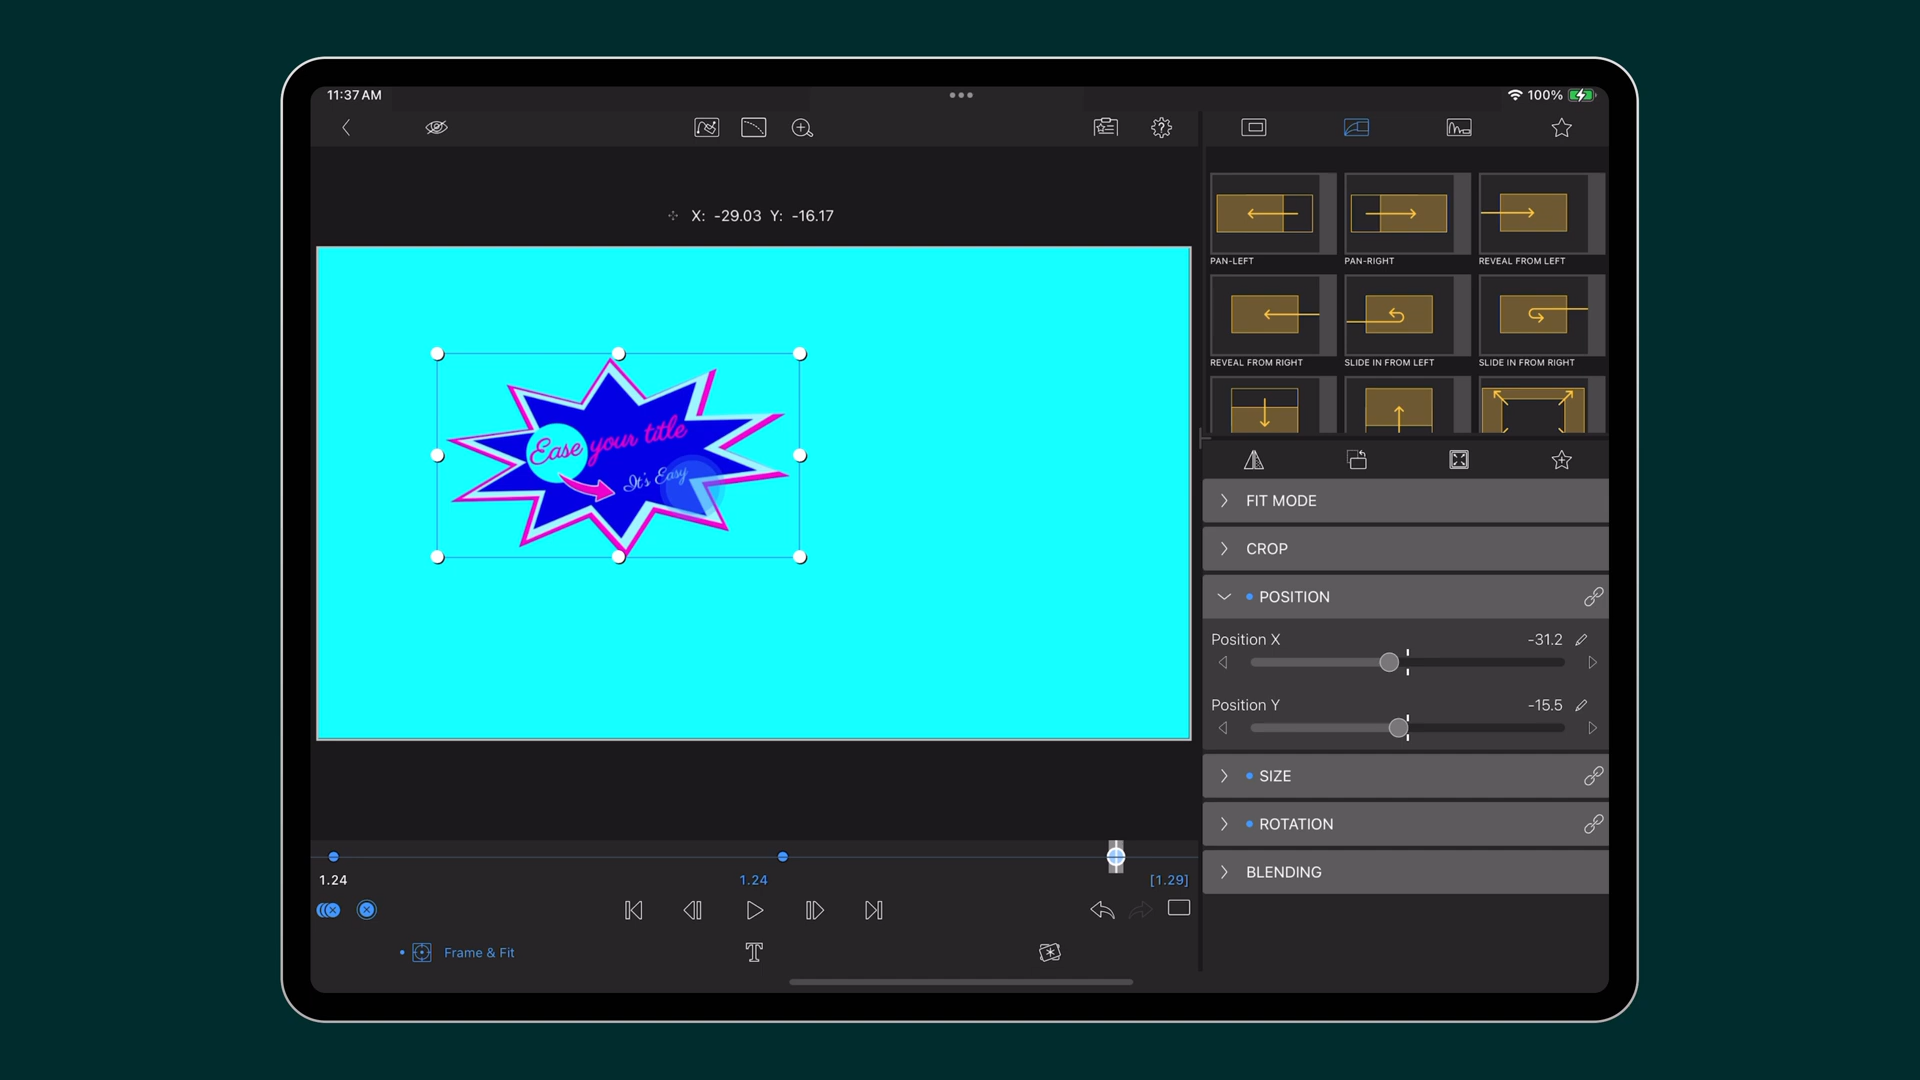 11:37 AM
100%
X: -29.03 Y: -16.17
PAN-LEFT
PAN-RIGHT
REVEAL FROM LEFT
REVEAL FROM RIGHT
SLIDE IN FROM LEFT
SLIDE IN FROM RIGHT
Ease your title
It's Easy
FIT MODE
CROP
POSITION
Position X -31.2
Position Y -15.5
SIZE
ROTATION
BLENDING
1.24
1.24
[1.29]
Frame & Fit